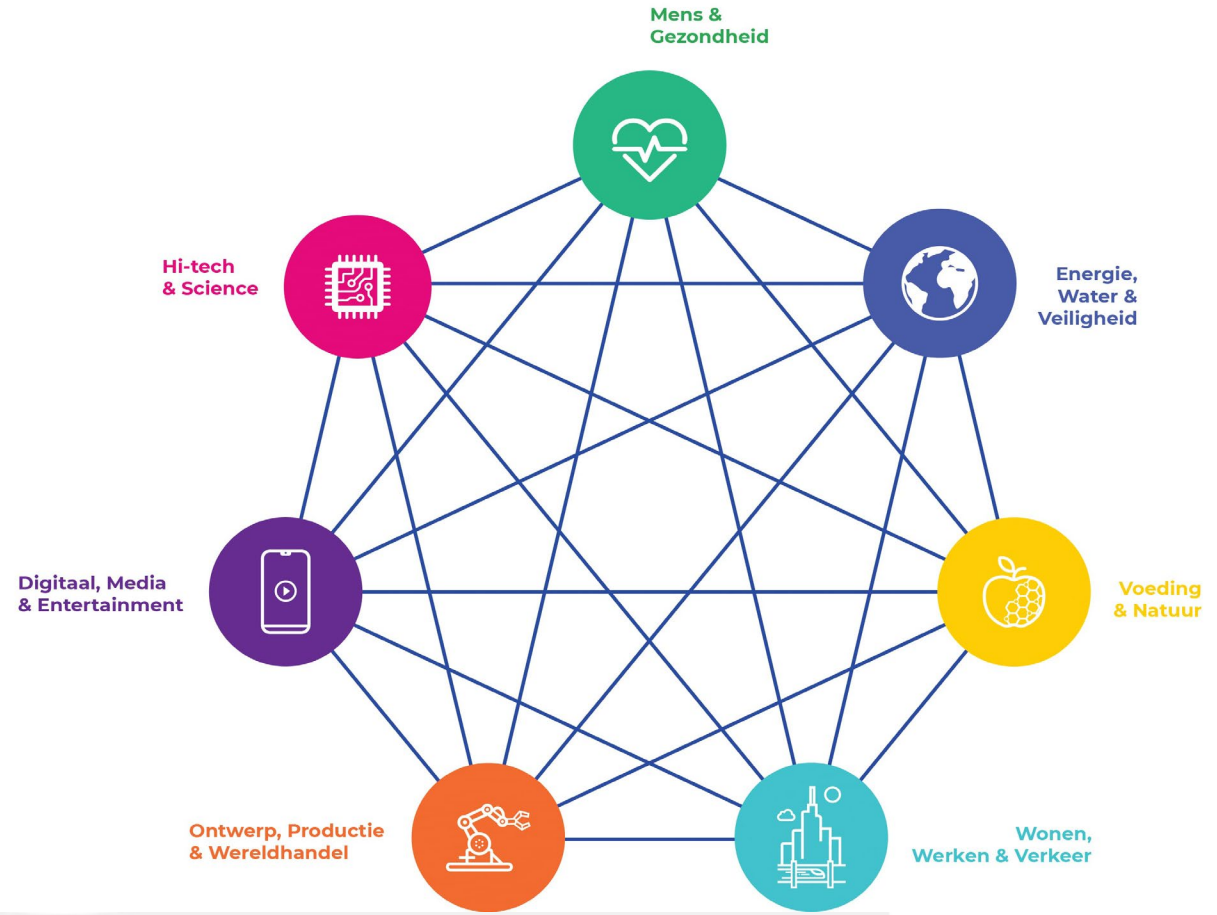 Mens &
Gezondheid
Hi-tech
& Science
Energie,
Water &
Veiligheid
Digitaal, Media
& Entertainment
Voeding
& Natuur
Ontwerp, Productie
& Wereldhandel
Wonen,
Werken & Verkeer